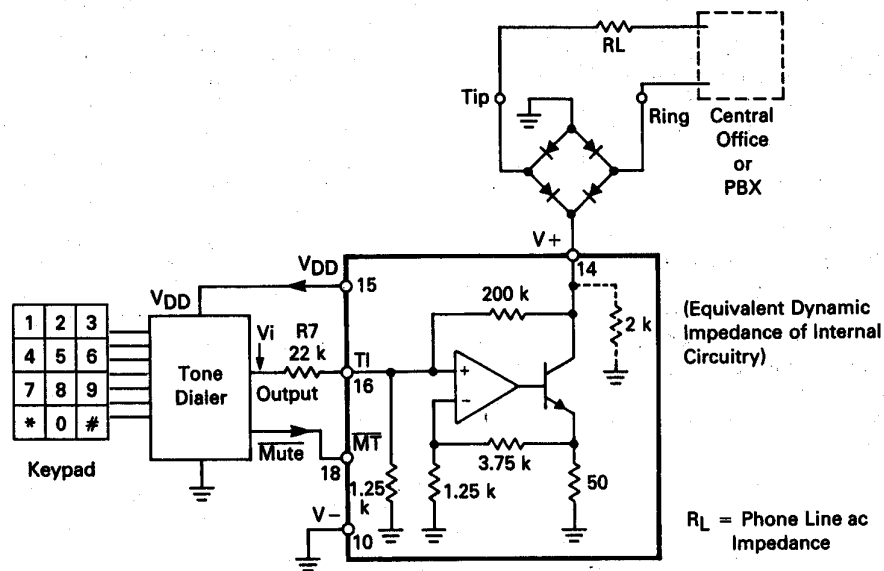 RL
Tip
Ring
Central
Office
or
PBX
V+
14
VDD
15
VDD
200 k
2 k
(Equivalent Dynamic
Impedance of Internal
Circuitry)
1 2 3
4 5 6
7 8 9
* 0 #
Keypad
Tone
Dialer
Vi
R7
22 k
Output
TI
16
+
−
Mute
MT
18
3.75 k
1.25
k
1.25 k
50
V−
10
RL = Phone Line ac
Impedance